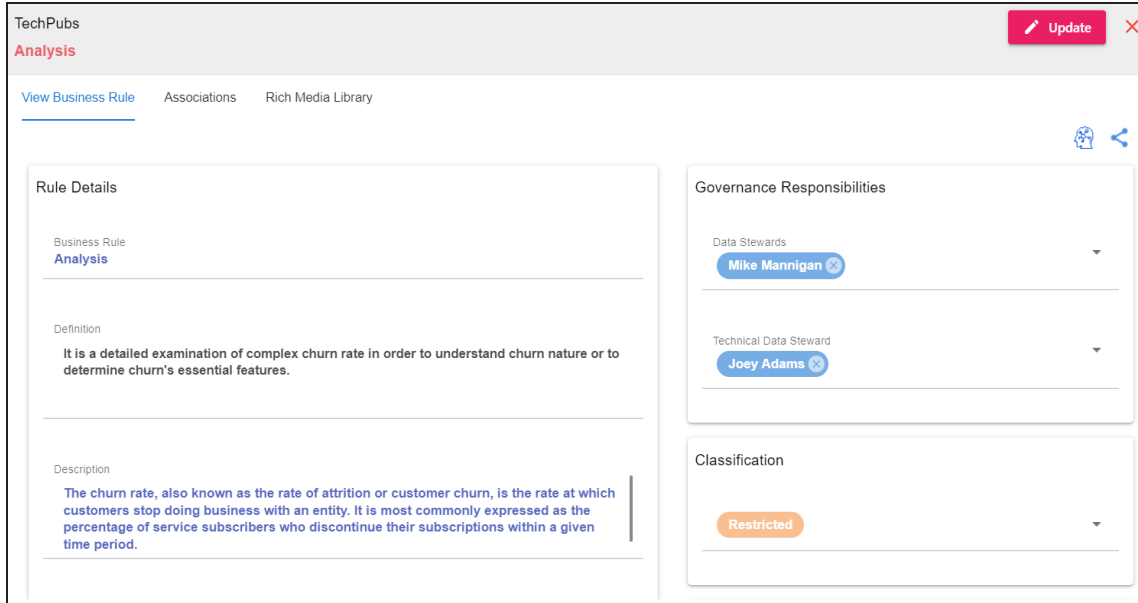 TechPubs
Update
Analysis
View Business Rule
Associations
Rich Media Library
Rule Details
Business Rule
Analysis
Definition
It is a detailed examination of complex churn rate in order to understand churn nature or to
determine churn's essential features.
Description
The churn rate, also known as the rate of attrition or customer churn, is the rate at which
customers stop doing business with an entity. It is most commonly expressed as the
percentage of service subscribers who discontinue their subscriptions within a given
time period.
Governance Responsibilities
Data Stewards
Mike Mannigan
Technical Data Steward
Joey Adams
Classification
Restricted